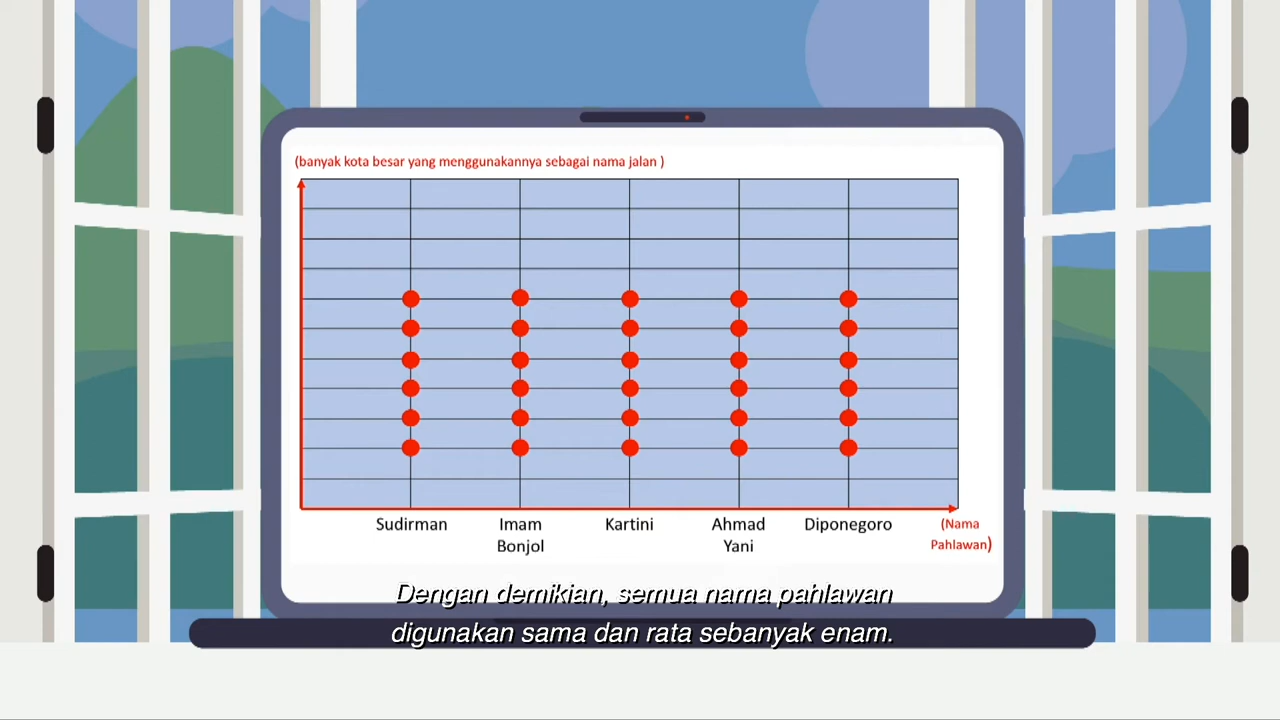 (banyak kota besar yang menggunakannya sebagai nama jalan )
Sudirman
Imam
Bonjol
Kartini
Ahmad
Yani
Diponegoro
(Nama
Pahlawan)
Dengan demikian, semua nama pahlawan
digunakan sama dan rata sebanyak enam.